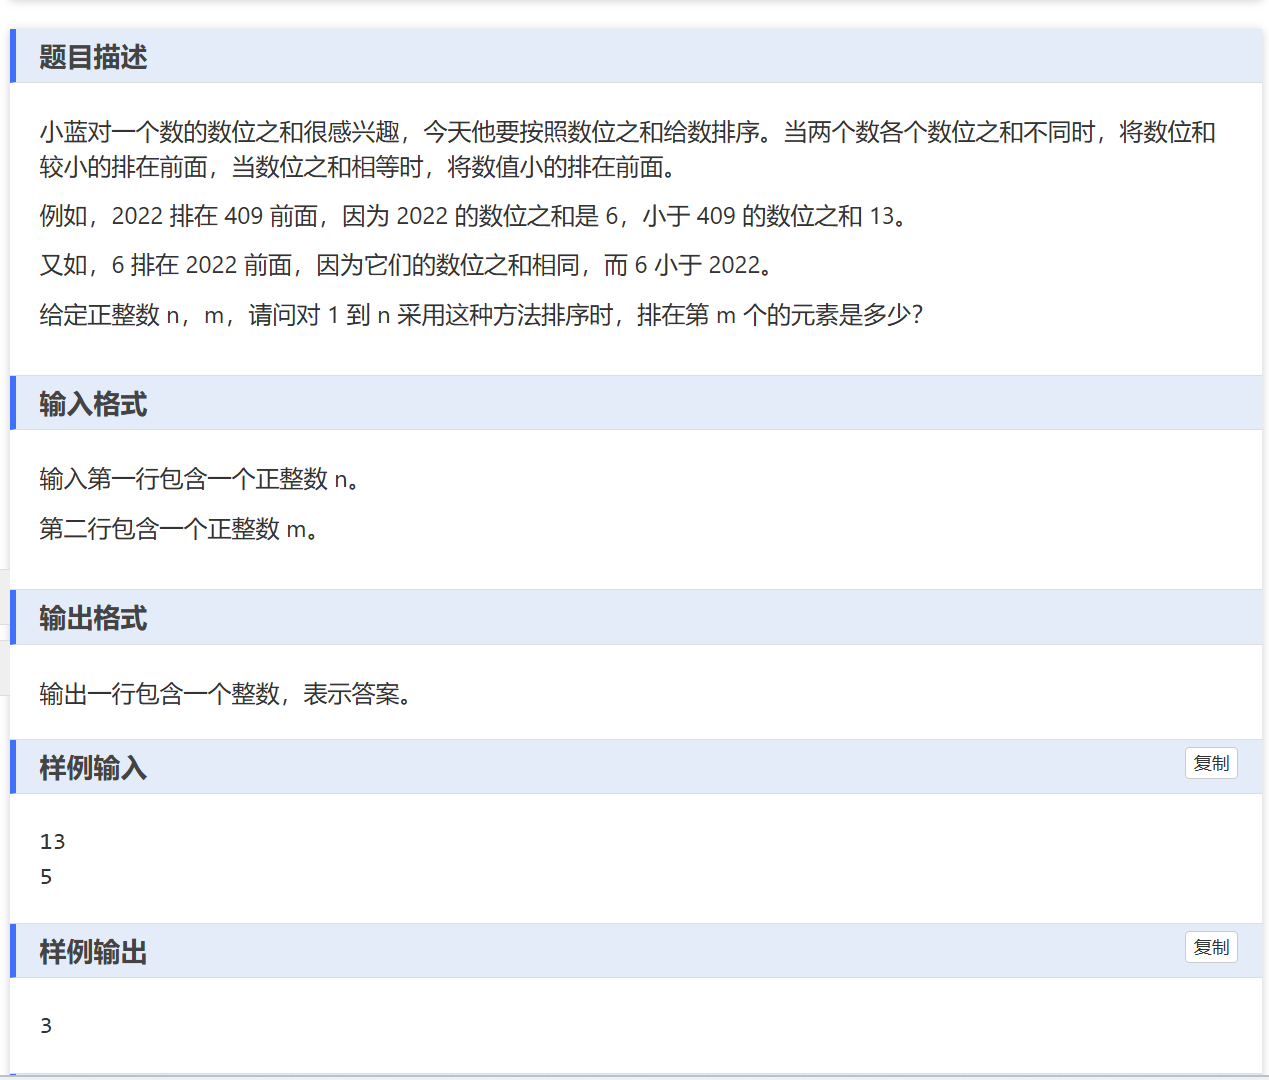 题目描述
小蓝对一个数的数位之和很感兴趣，今天他要按照数位之和给数排序。当两个数各个数位之和不同时，将数位和
较小的排在前面，当数位之和相等时，将数值小的排在前面。
例如，2022 排在 409 前面，因为 2022 的数位之和是 6，小于 409 的数位之和 13。
又如，6 排在 2022 前面，因为它们的数位之和相同，而 6 小于 2022。
给定正整数 n，m，请问对 1 到 n 采用这种方法排序时，排在第 m 个的元素是多少？
输入格式
输入第一行包含一个正整数 n。
第二行包含一个正整数 m。
输出格式
输出一行包含一个整数，表示答案。
样例输入
复制
13
5
样例输出
复制
3